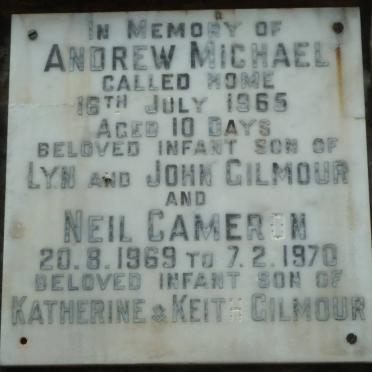 IN MEMORY OF
ANDREW MICHAEL
CALLED HOME
16TH JULY 1965
AGED 10 DAYS
BELOVED INFANT SON OF
LYN AND JOHN GILMOUR
AND
NEIL CAMERON
20.8.1969 TO 7.2.1970
BELOVED INFANT SON OF
KATHERINE & KEITH GILMOUR